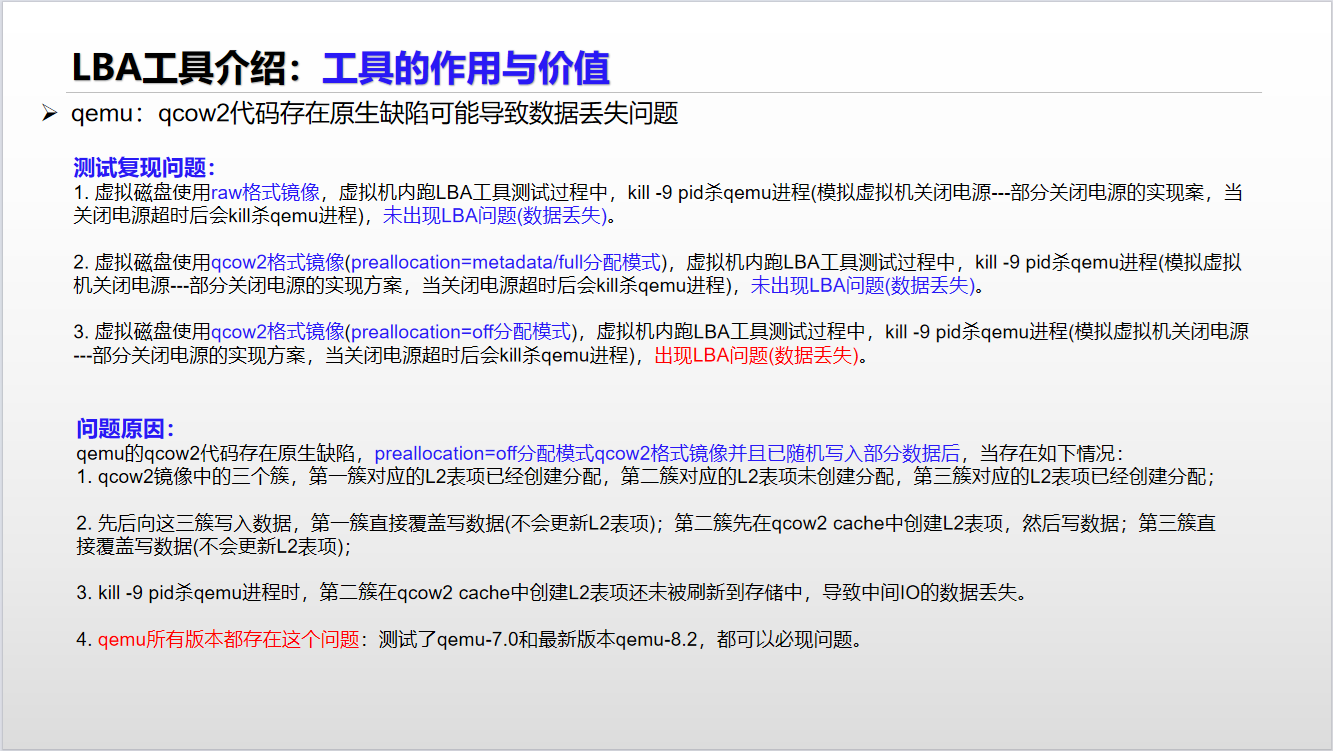 LBA工具介绍：工具的作用与价值
➢ qemu：qcow2代码存在原生缺陷可能导致数据丢失问题
测试复现问题：
1. 虚拟磁盘使用raw格式镜像，虚拟机内跑LBA工具测试过程中，kill -9 pid杀qemu进程(模拟虚拟机关闭电源---部分关闭电源的实现案，当
关闭电源超时后会kill杀qemu进程)，未出现LBA问题(数据丢失)。
2. 虚拟磁盘使用qcow2格式镜像(preallocation=metadata/full分配模式)，虚拟机内跑LBA工具测试过程中，kill -9 pid杀qemu进程(模拟虚拟
机关闭电源---部分关闭电源的实现方案，当关闭电源超时后会kill杀qemu进程)，未出现LBA问题(数据丢失)。
3. 虚拟磁盘使用qcow2格式镜像(preallocation=off分配模式)，虚拟机内跑LBA工具测试过程中，kill -9 pid杀qemu进程(模拟虚拟机关闭电源
---部分关闭电源的实现方案，当关闭电源超时后会kill杀qemu进程)，出现LBA问题(数据丢失)。
问题原因：
qemu的qcow2代码存在原生缺陷，preallocation=off分配模式qcow2格式镜像并且已随机写入部分数据后，当存在如下情况：
1. qcow2镜像中的三个簇，第一簇对应的L2表项已经创建分配，第二簇对应的L2表项未创建分配，第三簇对应的L2表项已经创建分配；
2. 先后向这三簇写入数据，第一簇直接覆盖写数据(不会更新L2表项)；第二簇先在qcow2 cache中创建L2表项，然后写数据；第三簇直
接覆盖写数据(不会更新L2表项)；
3. kill -9 pid杀qemu进程时，第二簇在qcow2 cache中创建L2表项还未被刷新到存储中，导致中间IO的数据丢失。
4. qemu所有版本都存在这个问题：测试了qemu-7.0和最新版本qemu-8.2，都可以必现问题。